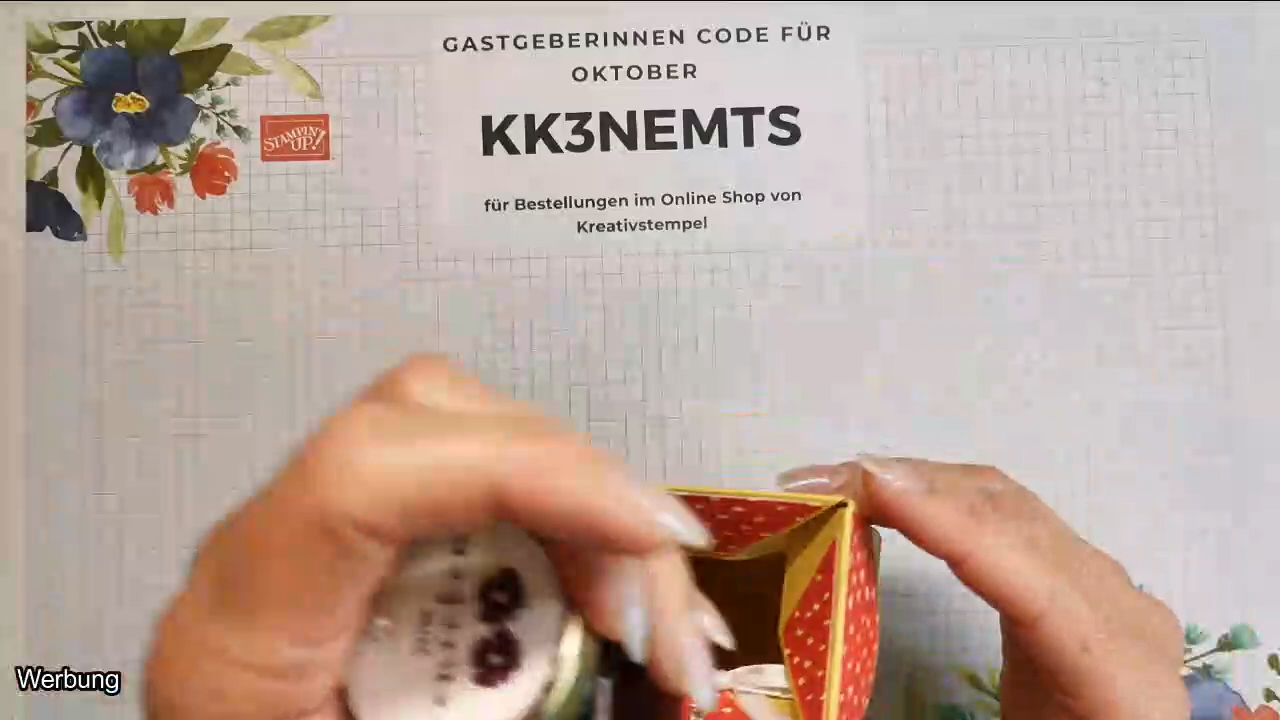 GASTGEBERINNEN CODE FÜR
OKTOBER
KK3NEMTS
STAMPIN'
UP!
für Bestellungen im Online Shop von
Kreativstempel
Werbung